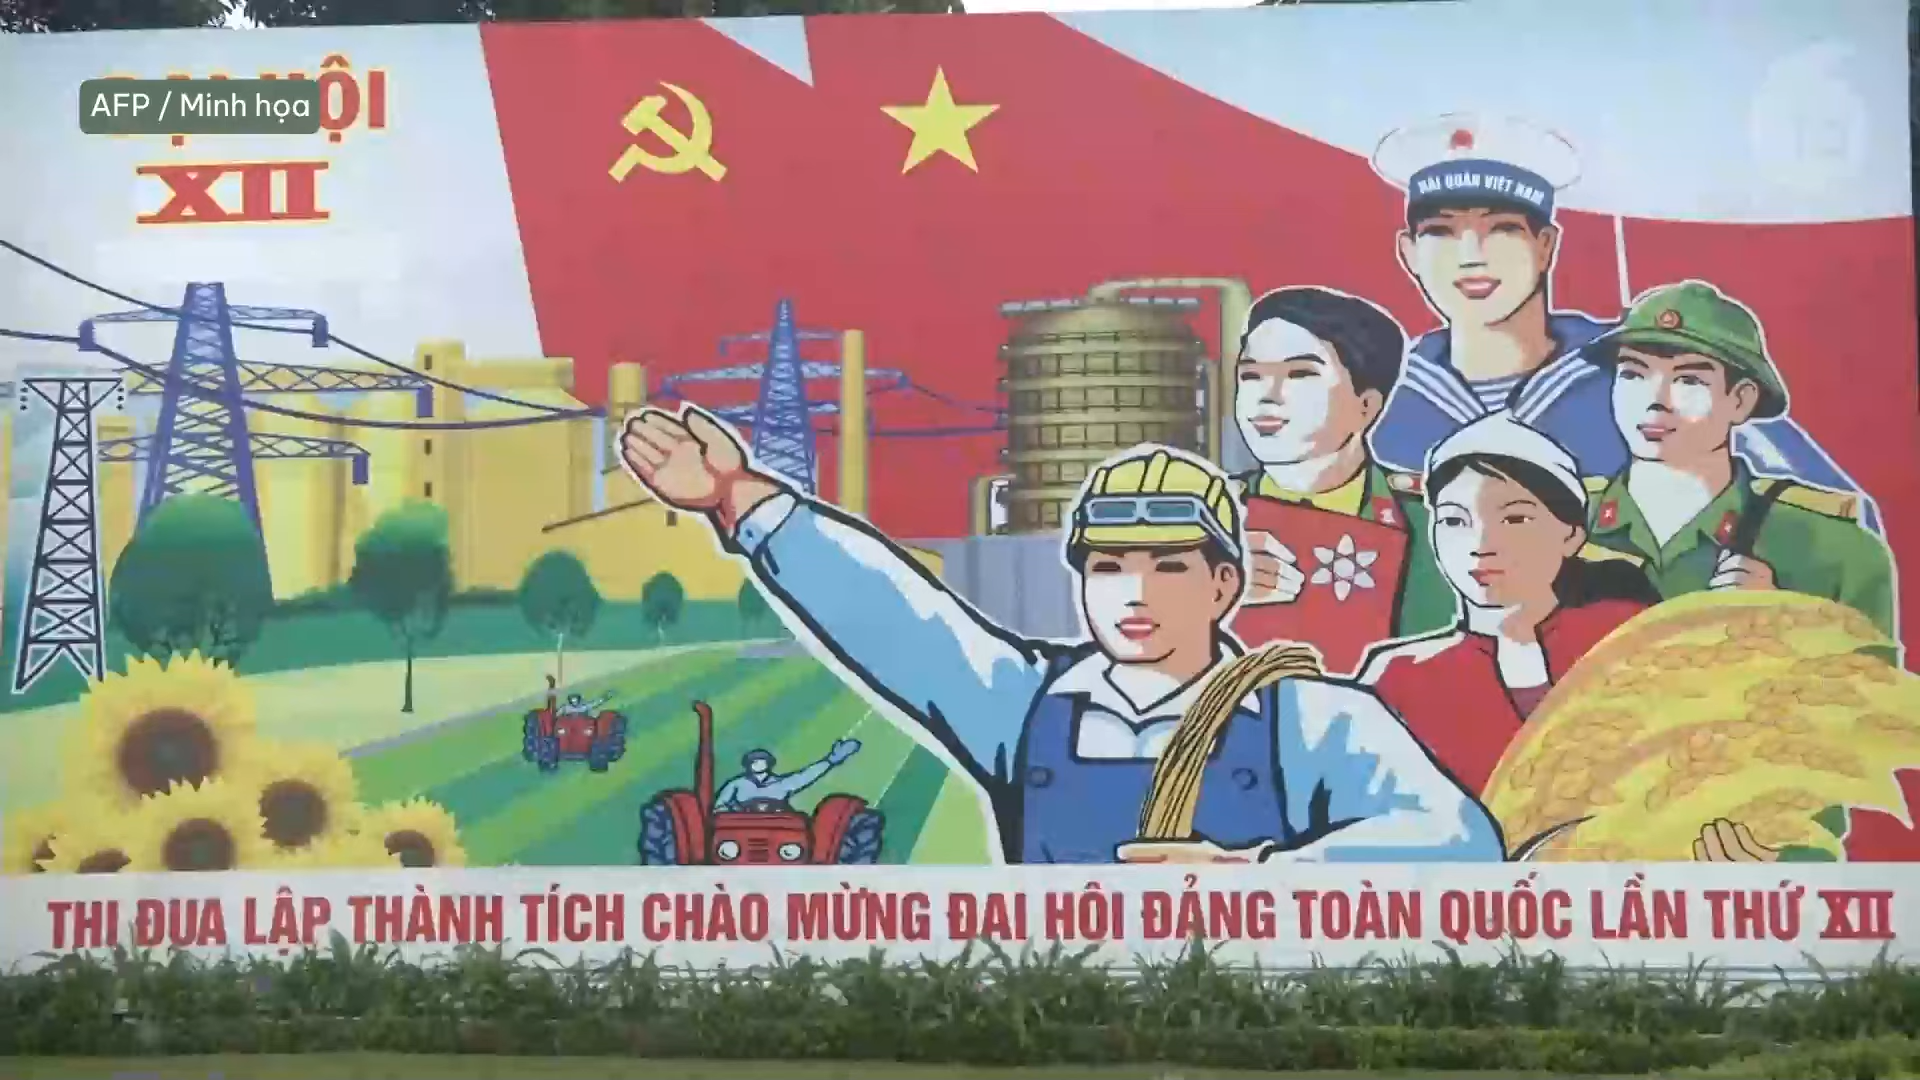 AFP / Minh họa
HỘI
XII
HẢI QUÂN VIỆT NAM
THI ĐUA LẬP THÀNH TÍCH CHÀO MỪNG ĐẠI HỘI ĐẢNG TOÀN QUỐC LẦN THỨ XII